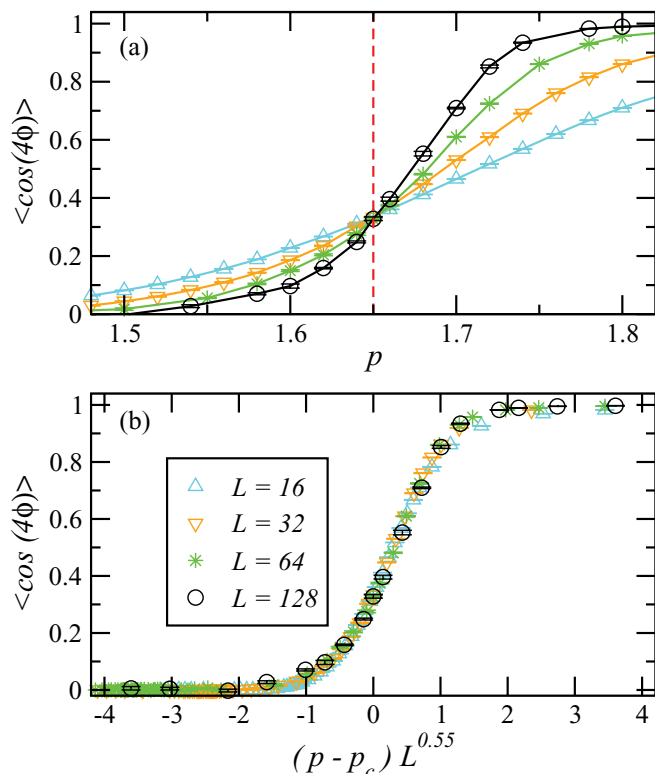 (a)
1
0.8
0.6
0.4
0.2
0
<cos(4ϕ)>
1.5 1.6 1.7 1.8
p
(b)
1
0.8
0.6
0.4
0.2
0
<cos (4ϕ)>
L = 16
L = 32
L = 64
L = 128
-4 -3 -2 -1 0 1 2 3 4
( p - p_c ) L^0.55